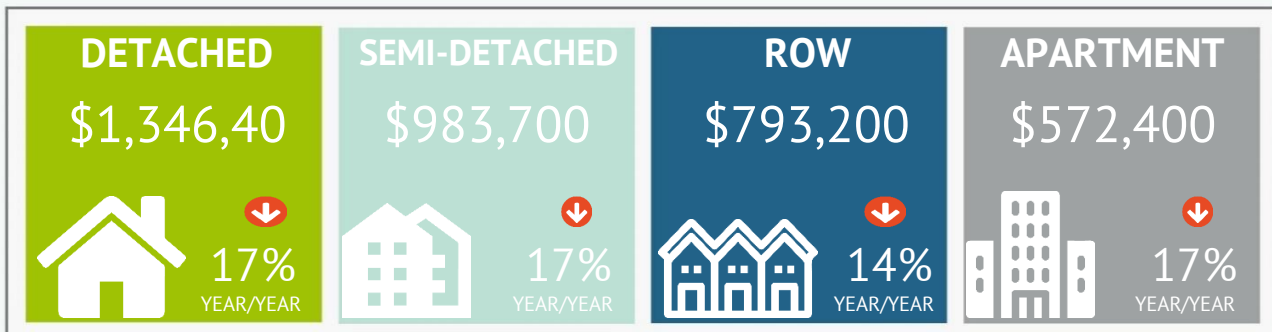 DETACHED
$1,346,40
17%
YEAR/YEAR
SEMI-DETACHED
$983,700
17%
YEAR/YEAR
ROW
$793,200
14%
YEAR/YEAR
APARTMENT
$572,400
17%
YEAR/YEAR